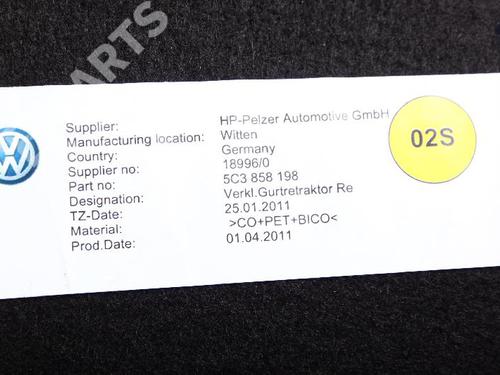 PARTS
Supplier: HP-Pelzer Automotive GmbH
Manufacturing location: Witten
Country: Germany
Supplier no: 18996/0
Part no: 5C3 858 198
Designation: Verkl.Gurtretraktor Re
TZ-Date: 25.01.2011
Material: >CO+PET+BICO<
Prod.Date: 01.04.2011
02S